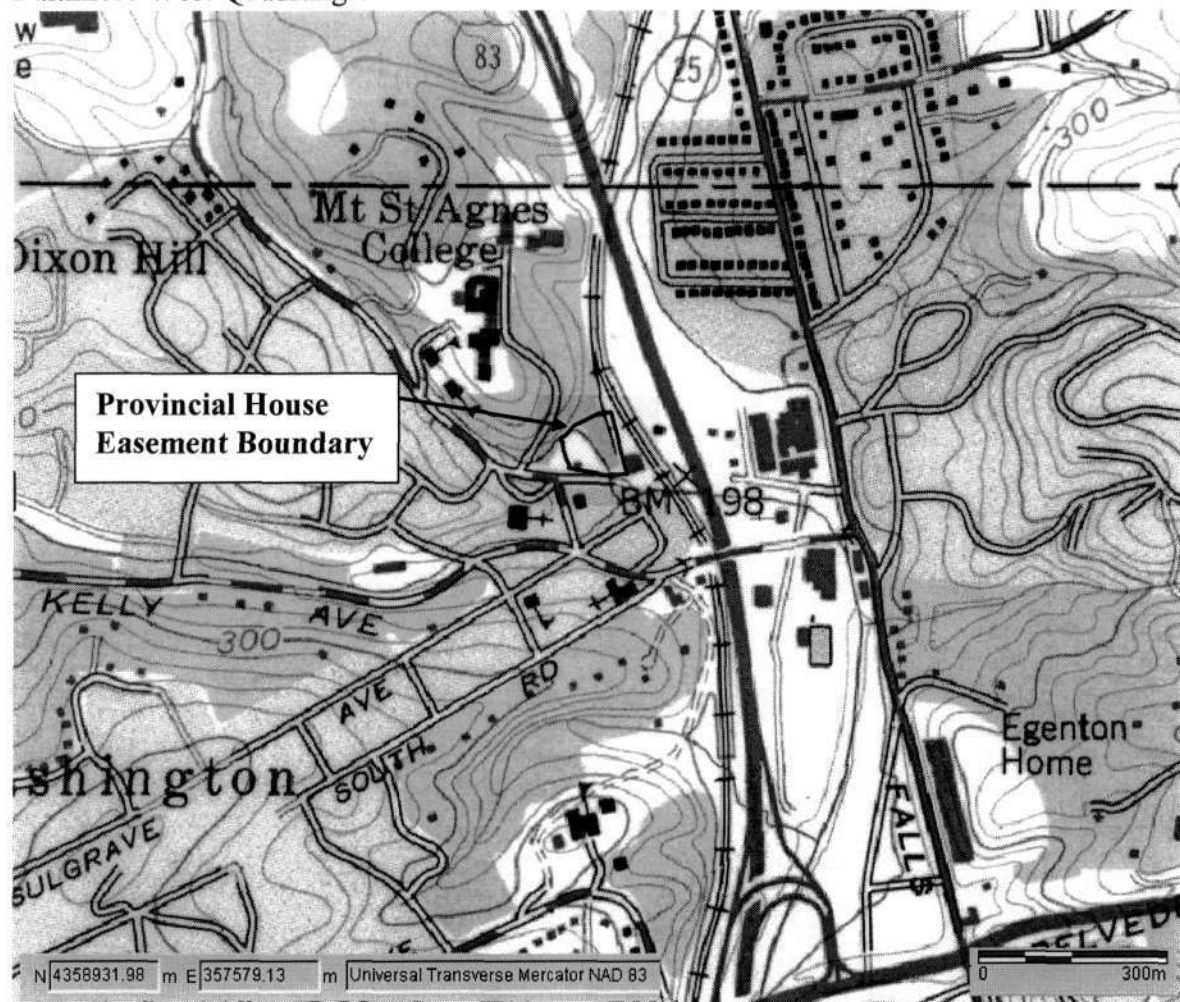 83
25
300
w
e
Mt St Agnes
College
Dixon Hill
Provincial House
Easement Boundary
BM X 198
KELLY AVE
300
AVE
RD
SOUTH
shington
SULGRAVE
Egenton
Home
FALLS
N 4358931.98 m E 357579.13 m Universal Transverse Mercator NAD 83
0 300m